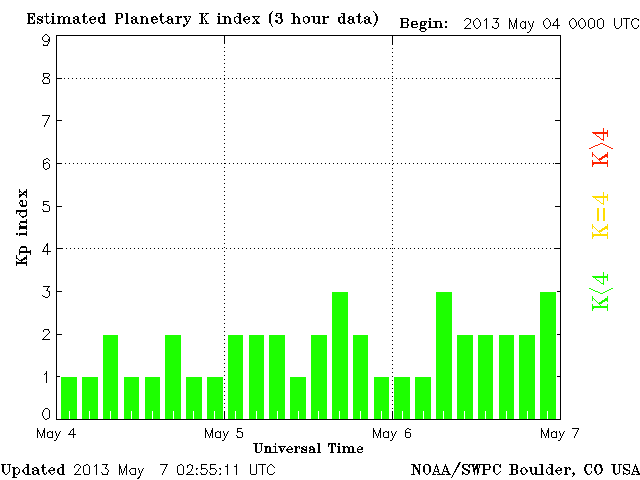 Estimated Planetary K index (3 hour data)
Begin: 2013 May 04 0000 UTC
9
8
7
6
5
4
3
2
1
0
Kp index
K>4
K=4
K<4
May 4
May 5
May 6
May 7
Universal Time
Updated 2013 May 7 02:55:11 UTC
NOAA/SWPC Boulder, CO USA